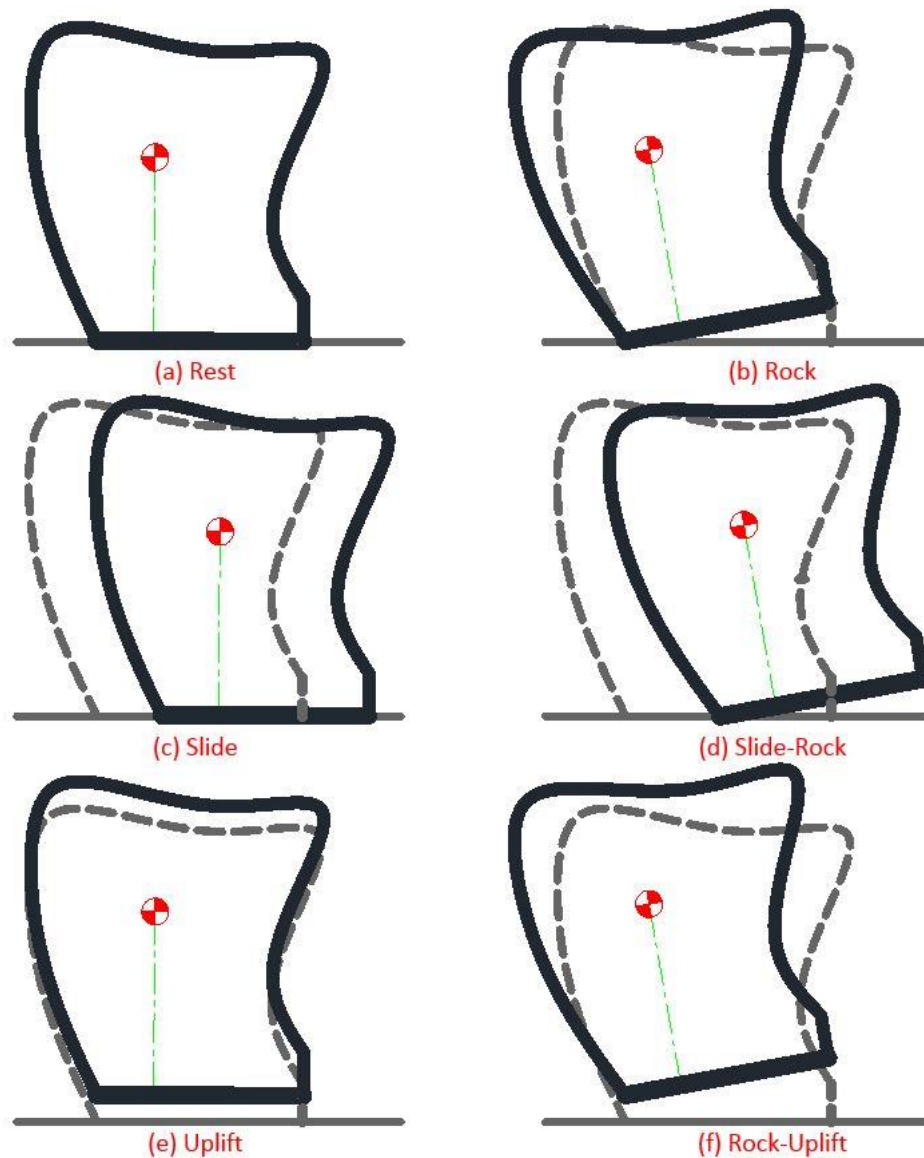 (a) Rest
(b) Rock
(c) Slide
(d) Slide-Rock
(e) Uplift
(f) Rock-Uplift